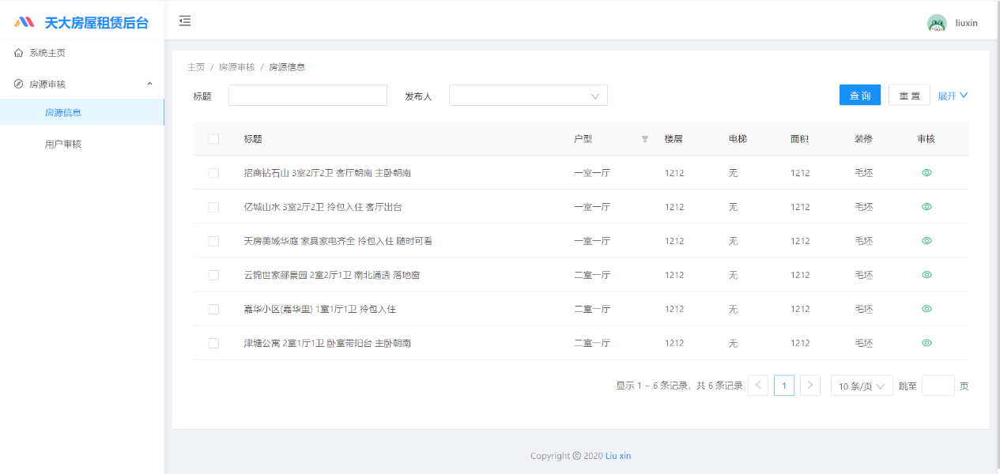 天大房屋租赁后台
liuxin
系统主页
房源审核
房源信息
用户审核
主页 / 房源审核 / 房源信息
标题 发布人 查 询 重 置 展开
标题 户型 楼层 电梯 面积 装修 审核
招商钻石山 3室2厅2卫 客厅朝南 主卧朝南 一室一厅 1212 无 1212 毛坯
亿城山水 3室2厅2卫 拎包入住 客厅出台 一室一厅 1212 无 1212 毛坯
天房美域华庭 家具家电齐全 拎包入住 随时可看 一室一厅 1212 无 1212 毛坯
云锦世家郦景园 2室2厅1卫 南北通透 落地窗 二室一厅 1212 无 1212 毛坯
嘉华小区(嘉华里) 1室1厅1卫 拎包入住 二室一厅 1212 无 1212 毛坯
津塘公寓 2室1厅1卫 卧室带阳台 主卧朝南 二室一厅 1212 无 1212 毛坯
显示 1 ~ 6 条记录，共 6 条记录 < 1 > 10 条/页 跳至 页
Copyright © 2020 Liu xin